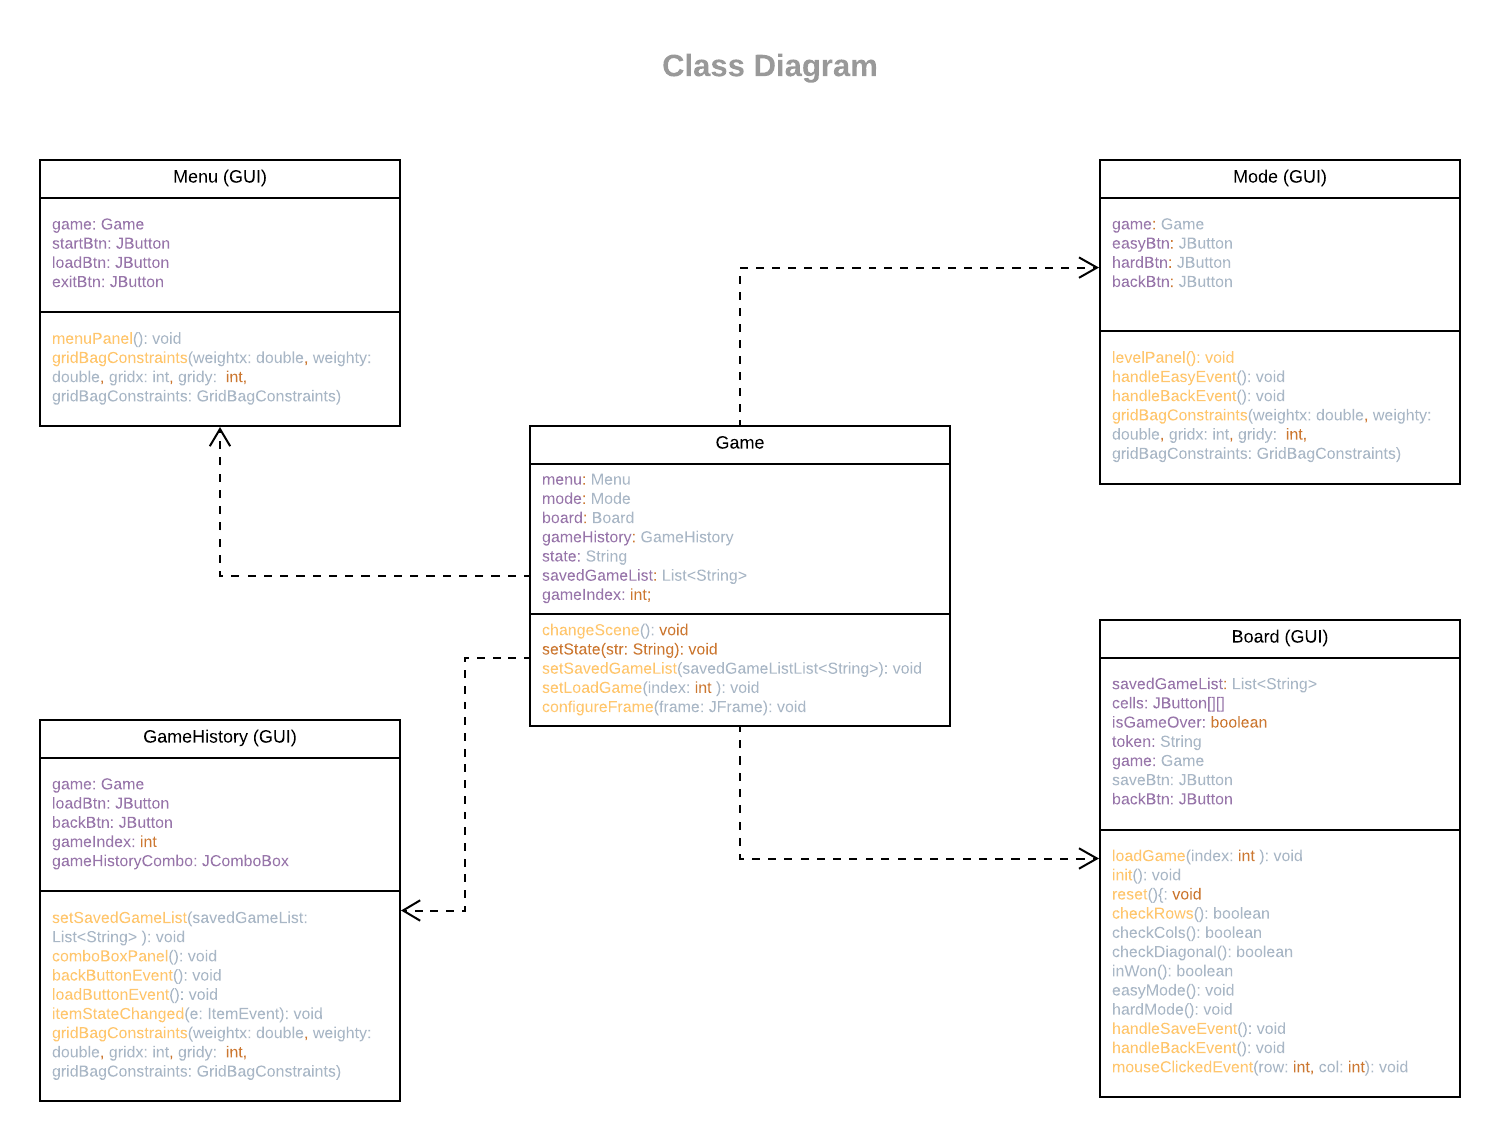 Class Diagram
Menu (GUI)
game: Game
startBtn: JButton
loadBtn: JButton
exitBtn: JButton
menuPanel(): void
gridBagConstraints(weightx: double, weighty:
double, gridx: int, gridy:  int,
gridBagConstraints: GridBagConstraints)
Mode (GUI)
game: Game
easyBtn: JButton
hardBtn: JButton
backBtn: JButton
levelPanel(): void
handleEasyEvent(): void
handleBackEvent(): void
gridBagConstraints(weightx: double, weighty:
double, gridx: int, gridy:  int,
gridBagConstraints: GridBagConstraints)
Game
menu: Menu
mode: Mode
board: Board
gameHistory: GameHistory
state: String
savedGameList: List<String>
gameIndex: int;
changeScene(): void
setState(str: String): void
setSavedGameList(savedGameListList<String>): void
setLoadGame(index: int ): void
configureFrame(frame: JFrame): void
GameHistory (GUI)
game: Game
loadBtn: JButton
backBtn: JButton
gameIndex: int
gameHistoryCombo: JComboBox
setSavedGameList(savedGameList:
List<String> ): void
comboBoxPanel(): void
backButtonEvent(): void
loadButtonEvent(): void
itemStateChanged(e: ItemEvent): void
gridBagConstraints(weightx: double, weighty:
double, gridx: int, gridy:  int,
gridBagConstraints: GridBagConstraints)
Board (GUI)
savedGameList: List<String>
cells: JButton[][]
isGameOver: boolean
token: String
game: Game
saveBtn: JButton
backBtn: JButton
loadGame(index: int ): void
init(): void
reset(){: void
checkRows(): boolean
checkCols(): boolean
checkDiagonal(): boolean
inWon(): boolean
easyMode(): void
hardMode(): void
handleSaveEvent(): void
handleBackEvent(): void
mouseClickedEvent(row: int, col: int): void